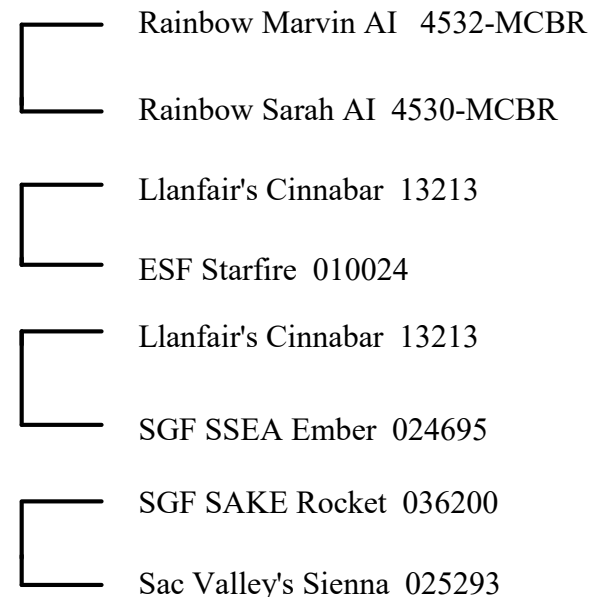 Rainbow Marvin AI 4532-MCBR
Rainbow Sarah AI 4530-MCBR
Llanfair's Cinnabar 13213
ESF Starfire 010024
Llanfair's Cinnabar 13213
SGF SSEA Ember 024695
SGF SAKE Rocket 036200
Sac Valley's Sienna 025293